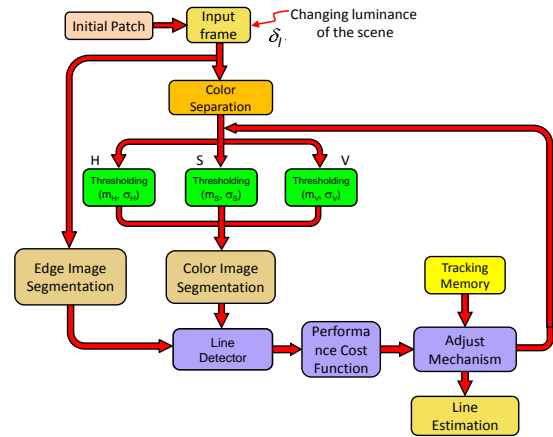 Initial Patch
Input
frame
Changing luminance
of the scene
δI
Color
Separation
H
S
V
Thresholding
(mH, σH)
Thresholding
(mS, σS)
Thresholding
(mV, σV)
Edge Image
Segmentation
Color Image
Segmentation
Tracking
Memory
Line
Detector
Performa
nce Cost
Function
Adjust
Mechanism
Line
Estimation